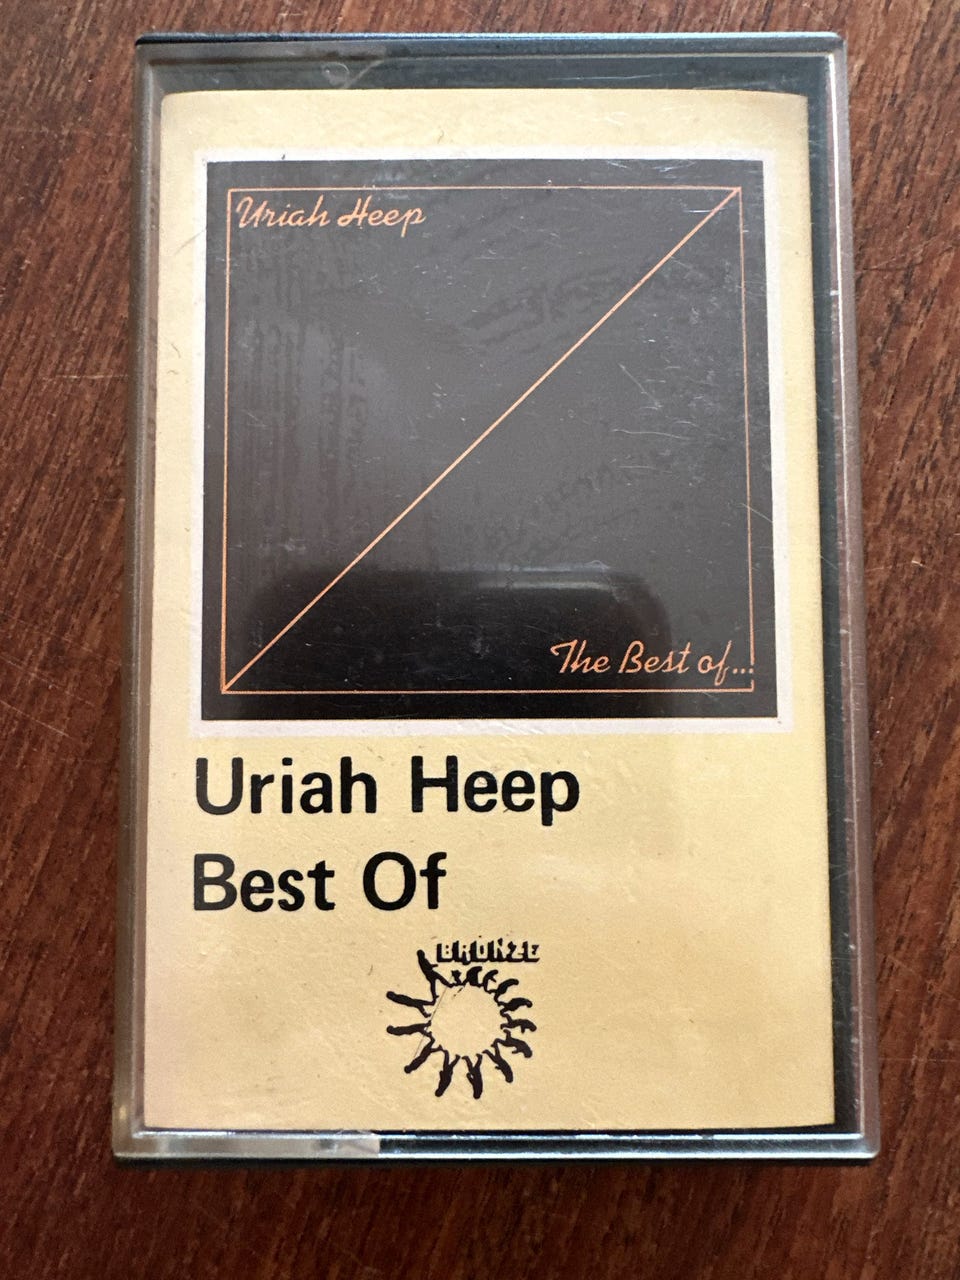 Uriah Heep
The Best of...
Uriah Heep
Best Of
BRONZE